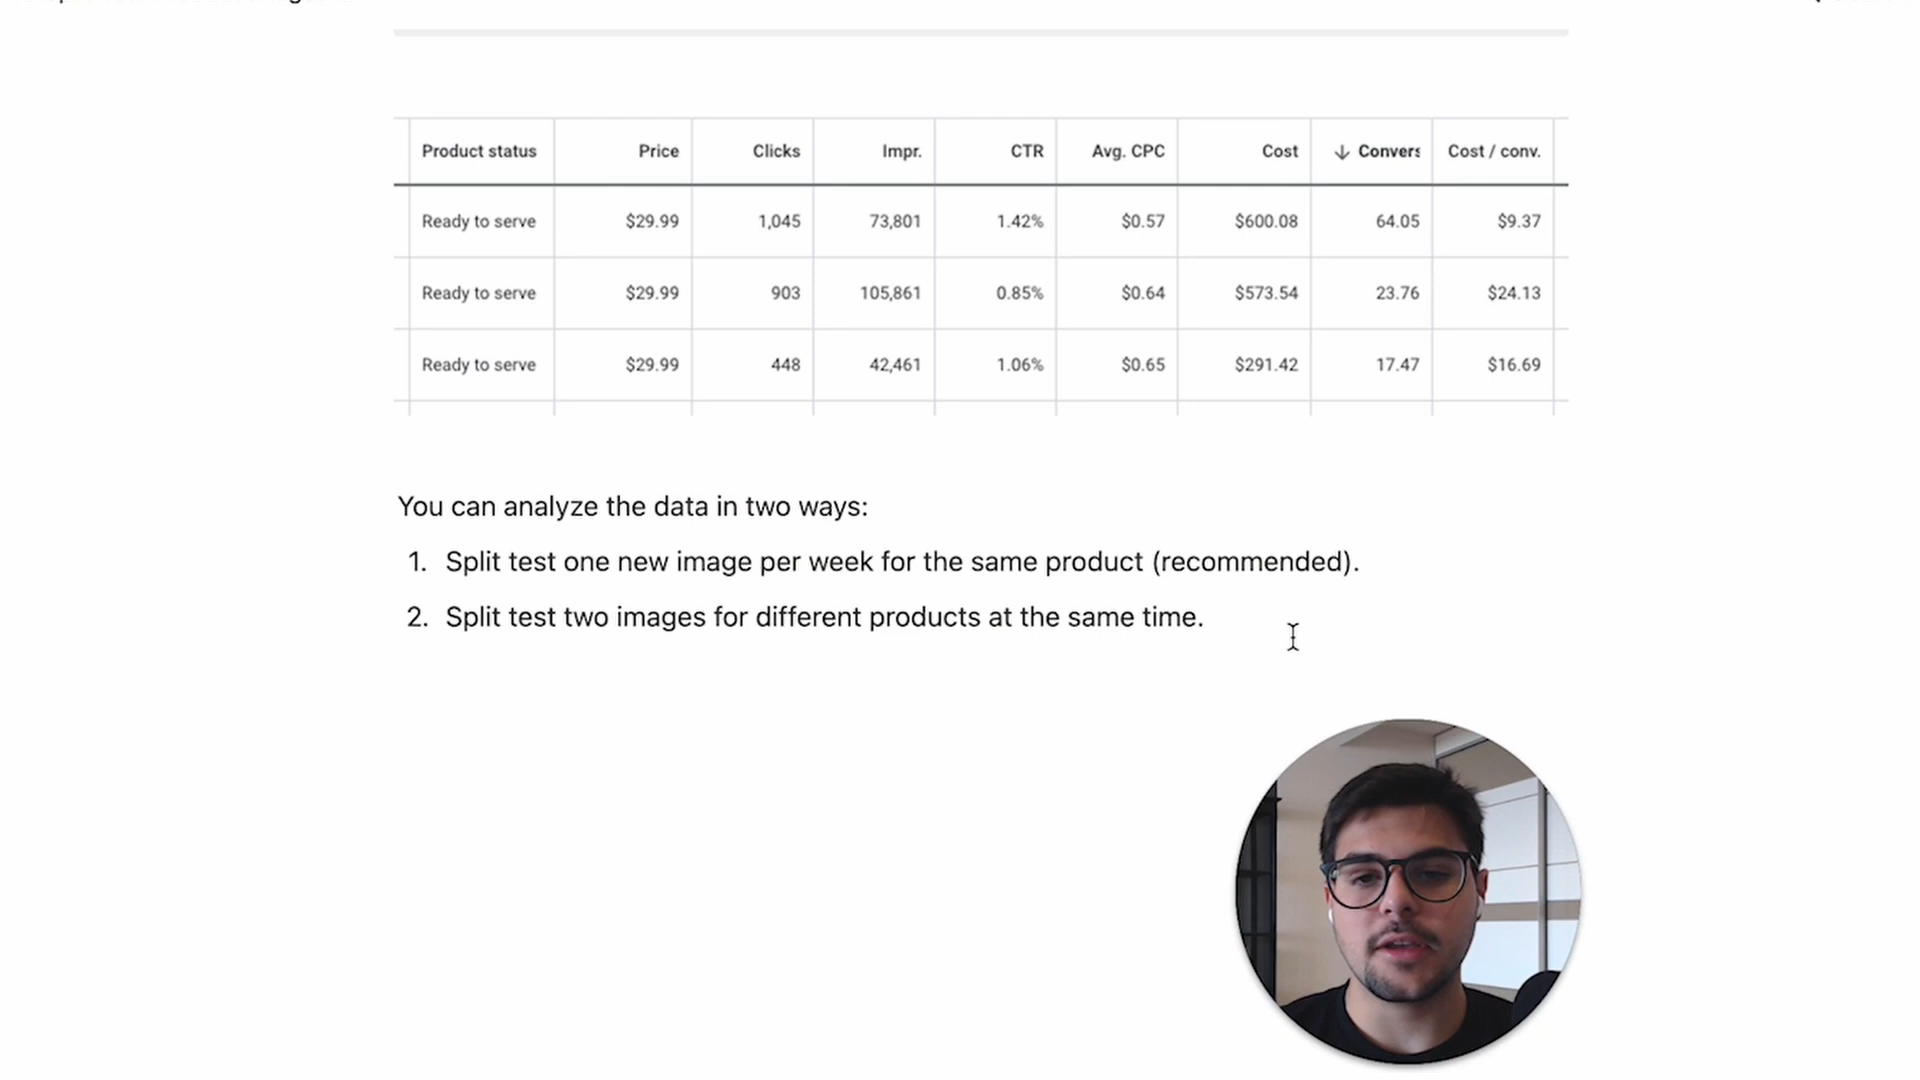 Product status Price Clicks Impr. CTR Avg. CPC Cost ↓ Convers Cost / conv.
Ready to serve $29.99 1,045 73,801 1.42% $0.57 $600.08 64.05 $9.37
Ready to serve $29.99 903 105,861 0.85% $0.64 $573.54 23.76 $24.13
Ready to serve $29.99 448 42,461 1.06% $0.65 $291.42 17.47 $16.69
You can analyze the data in two ways:
1. Split test one new image per week for the same product (recommended).
2. Split test two images for different products at the same time.